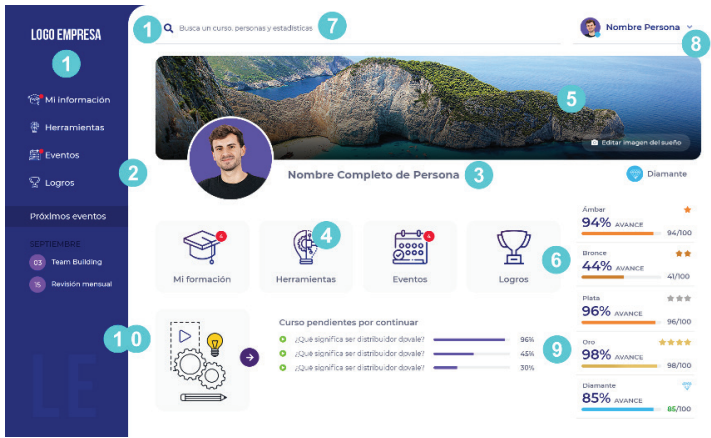 LOGO EMPRESA
1
Mi información
Herramientas
Eventos
Logros
2
Próximos eventos
SEPTIEMBRE
03 Team Building
15 Revisión mensual
LE
1
Busca un curso, personas y estadísticas
7
Nombre Persona
8
5
Editar imagen del sueño
Nombre Completo de Persona
3
Diamante
4
Mi formación
4
Herramientas
4
Eventos
Logros
6
10
Curso pendientes por continuar
¿Qué significa ser distribuidor dovale? 96%
¿Qué significa ser distribuidor dovale? 45%
¿Qué significa ser distribuidor dovale? 30%
9
Ámbar
94% AVANCE
94/100
Bronce
44% AVANCE
41/100
Plata
96% AVANCE
96/100
Oro
98% AVANCE
98/100
Diamante
85% AVANCE
85/100